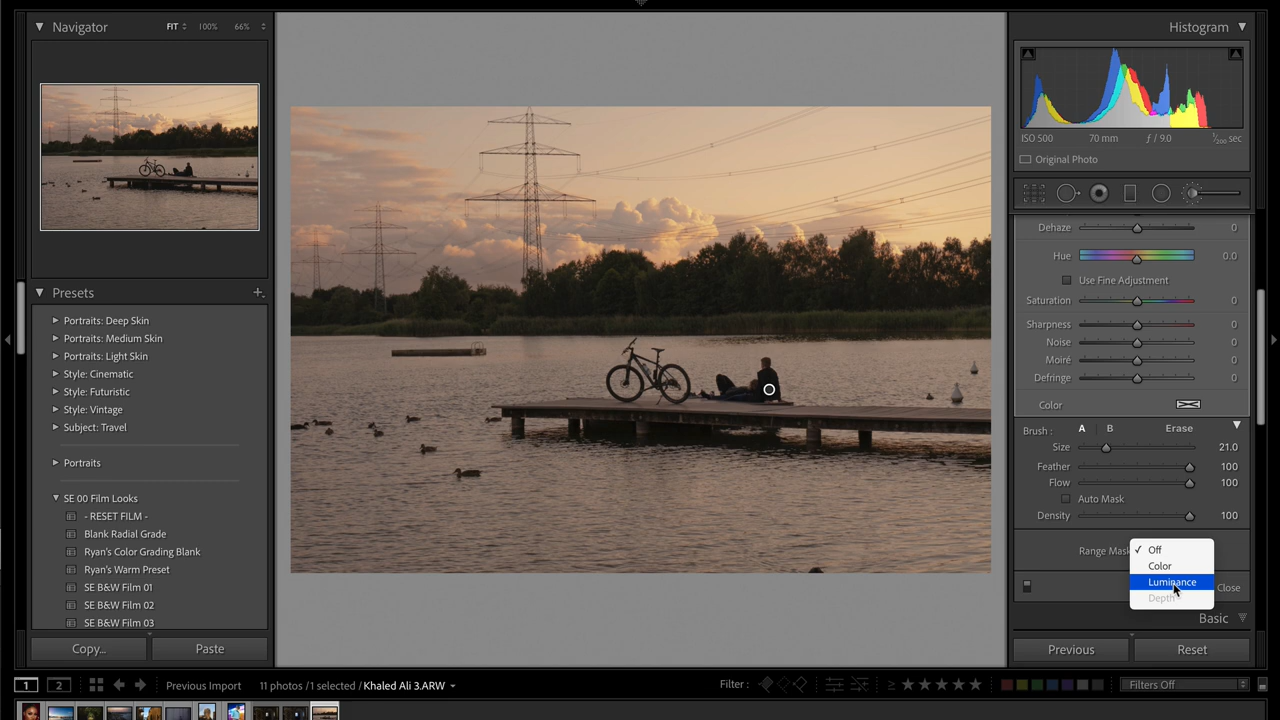 Navigator
FIT
100%
66%
Presets
Portraits: Deep Skin
Portraits: Medium Skin
Portraits: Light Skin
Style: Cinematic
Style: Futuristic
Style: Vintage
Subject: Travel
Portraits
SE 00 Film Looks
- RESET FILM -
Blank Radial Grade
Ryan's Color Grading Blank
Ryan's Warm Preset
SE B&W Film 01
SE B&W Film 02
SE B&W Film 03
Copy...
Paste
Histogram
ISO 500
70 mm
ƒ / 9.0
1/200 sec
Original Photo
Dehaze
0
Hue
0.0
Use Fine Adjustment
Saturation
0
Sharpness
0
Noise
0
Moiré
0
Defringe
0
Color
Brush :
A
B
Erase
Size
21.0
Feather
100
Flow
100
Auto Mask
Density
100
Range Mask
Off
Color
Luminance
Depth
Close
Basic
Previous
Reset
1
2
Previous Import
11 photos / 1 selected / Khaled Ali 3.ARW
Filter :
Filters Off